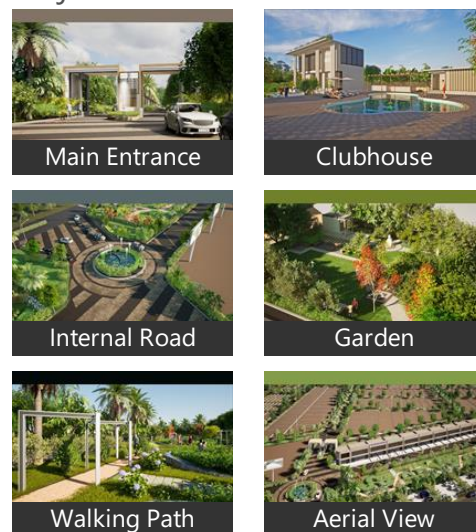 Main Entrance
Clubhouse
Internal Road
Garden
Walking Path
Aerial View